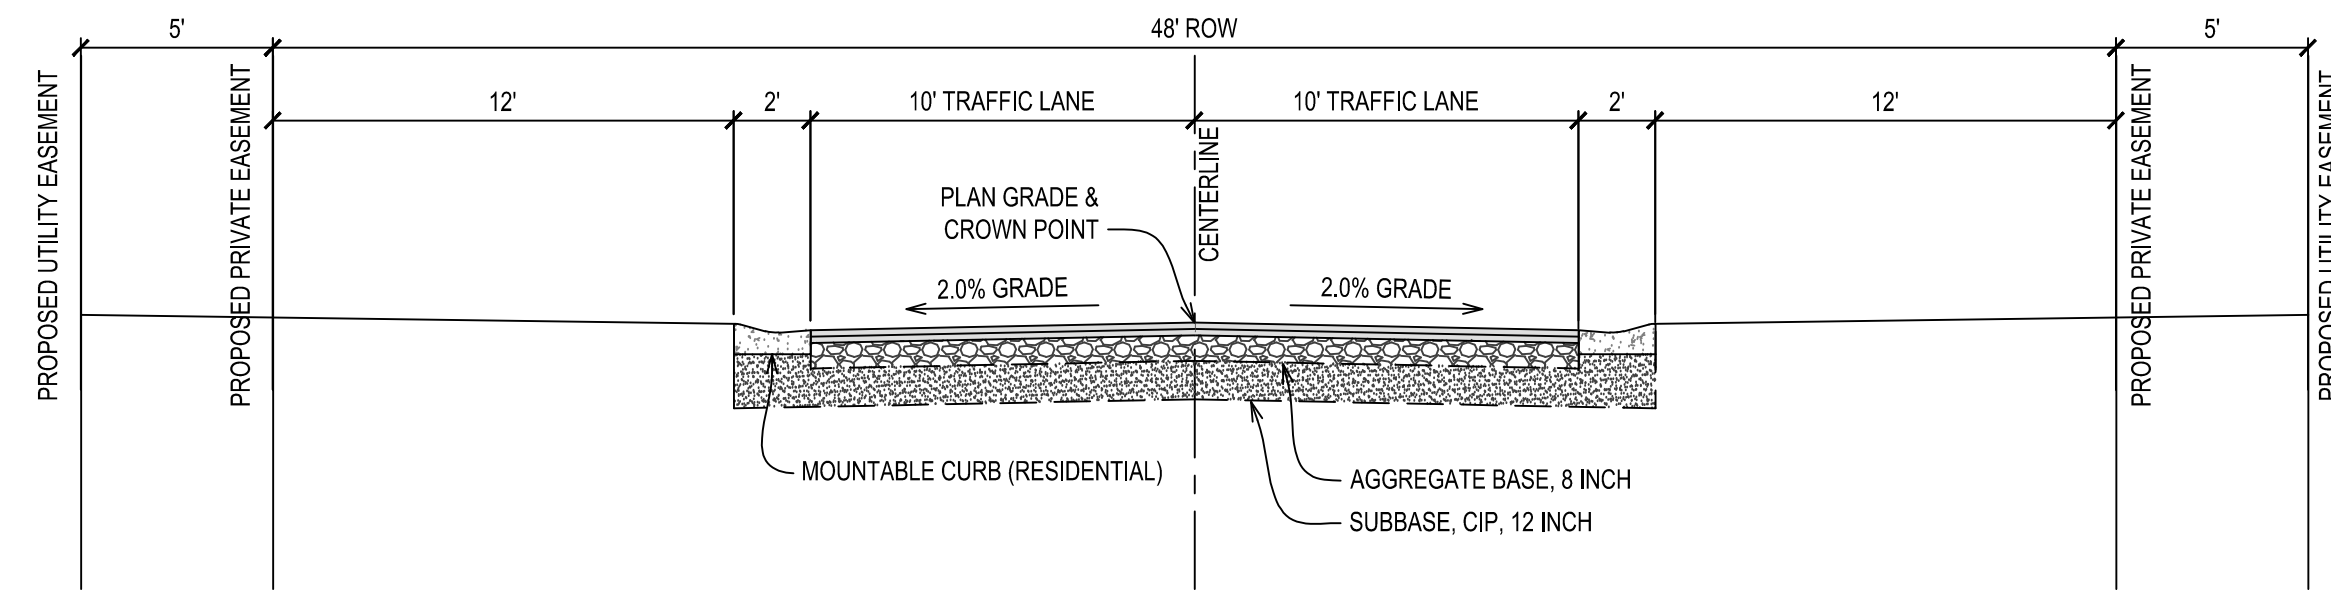 5'
48' ROW
5'
12'
2'
10' TRAFFIC LANE
10' TRAFFIC LANE
2'
12'
PROPOSED UTILITY EASEMENT
PROPOSED PRIVATE EASEMENT
CENTERLINE
PROPOSED PRIVATE EASEMENT
PROPOSED UTILITY EASEMENT
PLAN GRADE &
CROWN POINT
2.0% GRADE
2.0% GRADE
MOUNTABLE CURB (RESIDENTIAL)
AGGREGATE BASE, 8 INCH
SUBBASE, CIP, 12 INCH